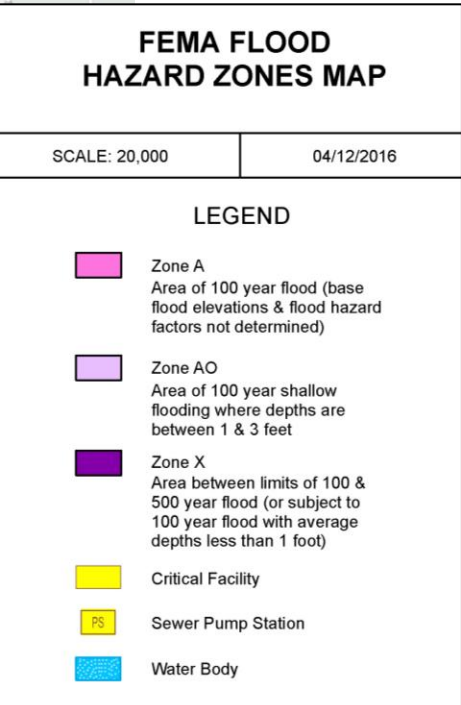 FEMA FLOOD
HAZARD ZONES MAP
SCALE: 20,000
04/12/2016
LEGEND
Zone A
Area of 100 year flood (base
flood elevations & flood hazard
factors not determined)
Zone AO
Area of 100 year shallow
flooding where depths are
between 1 & 3 feet
Zone X
Area between limits of 100 &
500 year flood (or subject to
100 year flood with average
depths less than 1 foot)
Critical Facility
PS
Sewer Pump Station
Water Body